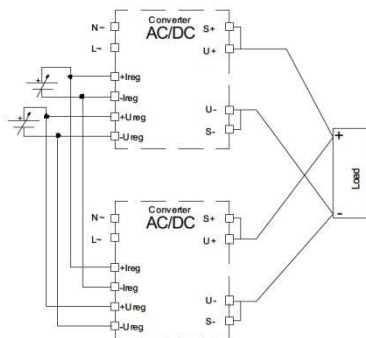 Converter
AC/DC
N~
L~
+Ireg
-Ireg
+Ureg
-Ureg
S+
U+
U-
S-
+
-
Load
+
+
Converter
AC/DC
N~
L~
+Ireg
-Ireg
+Ureg
-Ureg
S+
U+
U-
S-